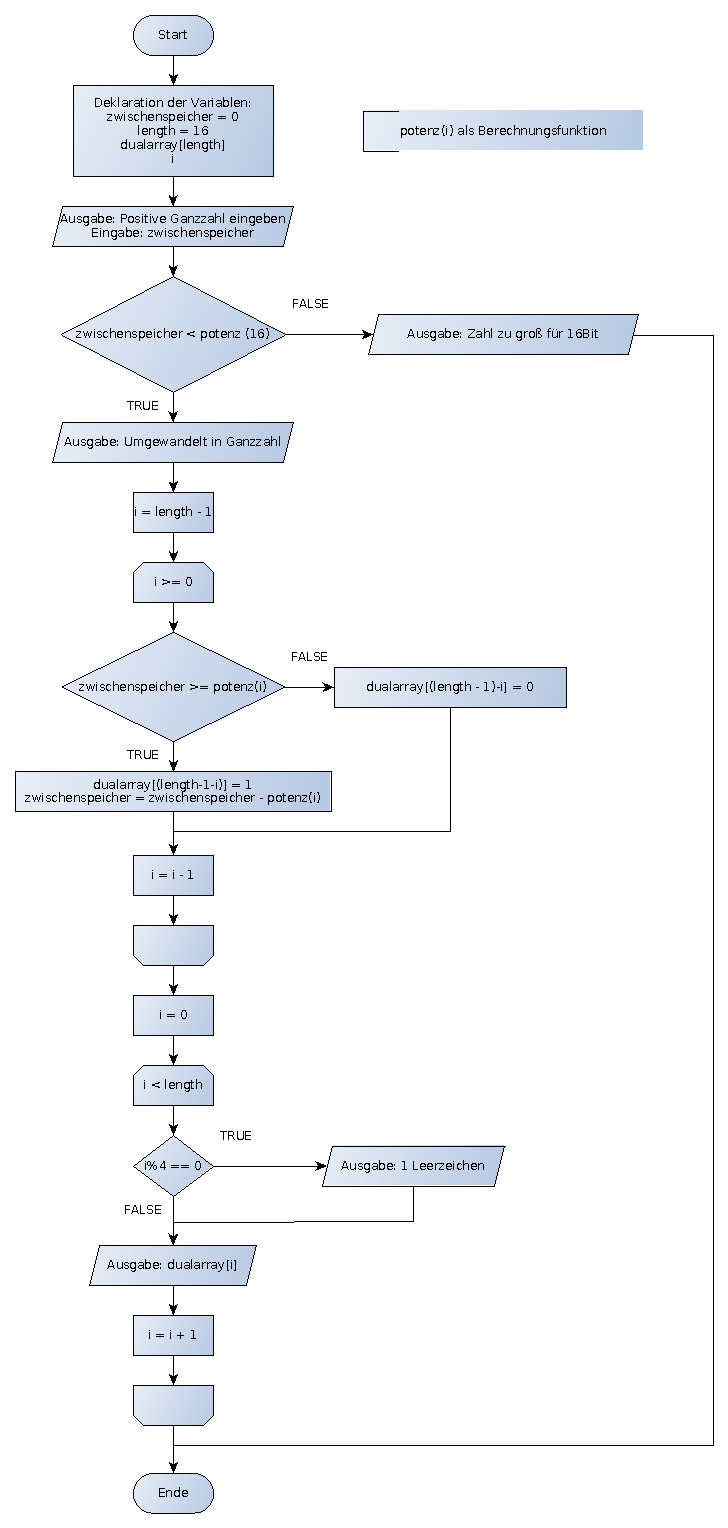 Start
Deklaration der Variablen:
zwischenspeicher = 0
length = 16
dualarray[length]
i
potenz(i) als Berechnungsfunktion
Ausgabe: Positive Ganzzahl eingeben
Eingabe: zwischenspeicher
zwischenspeicher < potenz (16)
FALSE
Ausgabe: Zahl zu groß für 16Bit
TRUE
Ausgabe: Umgewandelt in Ganzzahl
i = length - 1
i >= 0
zwischenspeicher >= potenz(i)
FALSE
dualarray[(length - 1)-i] = 0
TRUE
dualarray[(length-1-i)] = 1
zwischenspeicher = zwischenspeicher - potenz(i)
i = i - 1
i = 0
i < length
i%4 == 0
TRUE
Ausgabe: 1 Leerzeichen
FALSE
Ausgabe: dualarray[i]
i = i + 1
Ende